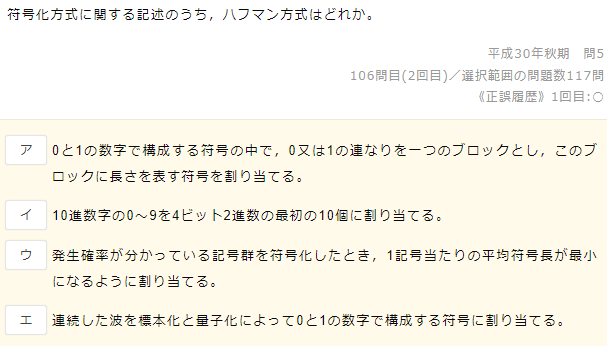 符号化方式に関する記述のうち，ハフマン方式はどれか。
平成30年秋期　問5
106問目(2回目)／選択範囲の問題数117問
《正誤履歴》1回目:○
ア　0と1の数字で構成する符号の中で，0又は1の連なりを一つのブロックとし，このブ
ロックに長さを表す符号を割り当てる。
イ　10進数字の0～9を4ビット2進数の最初の10個に割り当てる。
ウ　発生確率が分かっている記号群を符号化したとき，1記号当たりの平均符号長が最小
になるように割り当てる。
エ　連続した波を標本化と量子化によって0と1の数字で構成する符号に割り当てる。